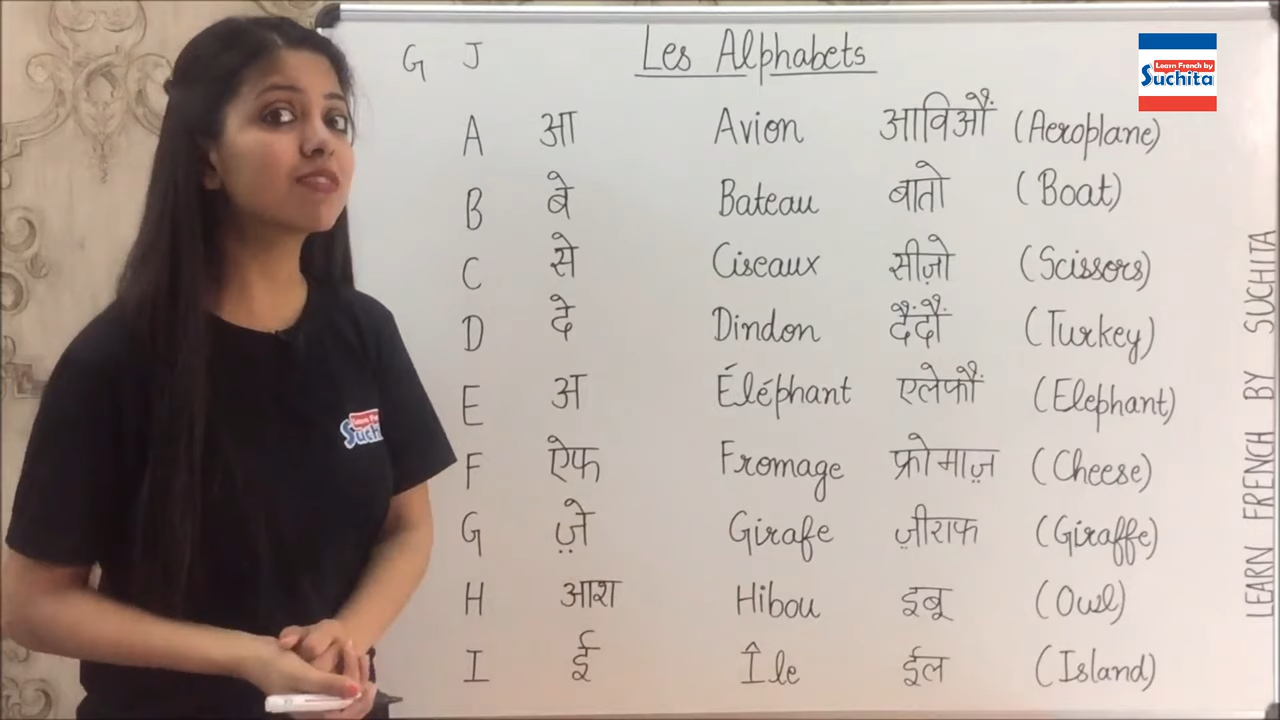 G J Les Alphabets
Learn French by
Suchita
A आ Avion आविऔं (Aeroplane)
B बे Bateau बातो (Boat)
C से Ciseaux सीज़ो (Scissors)
D दे Dindon दैंदौं (Turkey)
E अ Éléphant एलेफौं (Elephant)
F ऐफ Fromage फ्रोमाज़ (Cheese)
G ज़े Girafe ज़ीराफ (Giraffe)
H आश Hibou इबू (Owl)
I ई Île ईल (Island)
LEARN FRENCH BY SUCHITA